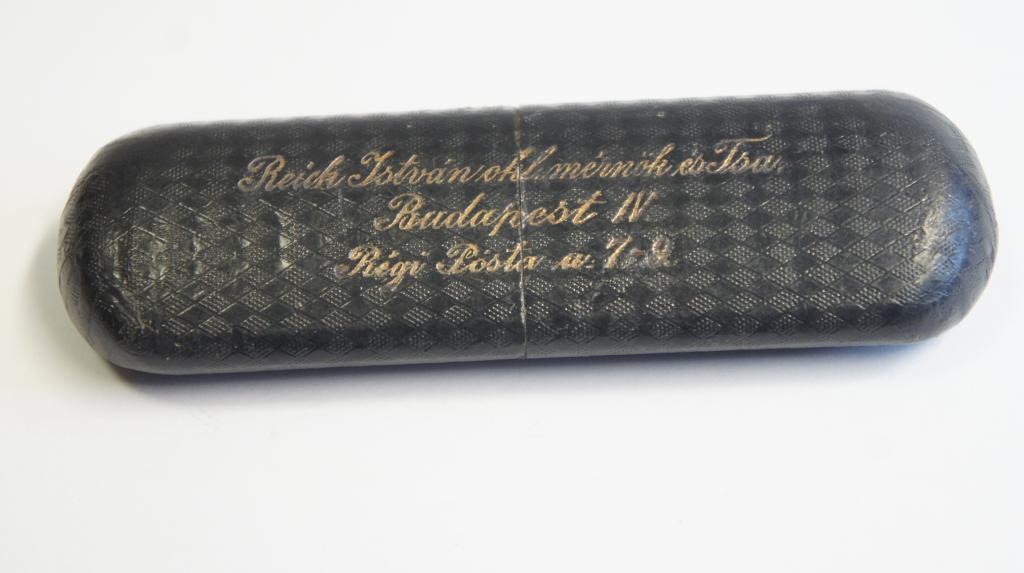 Reich István okl. mérnök és Tsa.
Budapest IV.
Régi Posta u. 7-9.